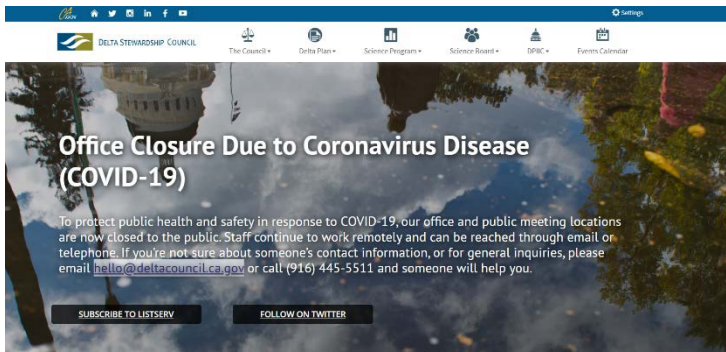 CA GOV
Settings
DELTA STEWARDSHIP COUNCIL
The Council
Delta Plan
Science Program
Science Board
DPIIC
Events Calendar
Office Closure Due to Coronavirus Disease
(COVID-19)
To protect public health and safety in response to COVID-19, our office and public meeting locations
are now closed to the public. Staff continue to work remotely and can be reached through email or
telephone. If you're not sure about someone's contact information, or for general inquiries, please
email hello@deltacouncil.ca.gov or call (916) 445-5511 and someone will help you.
SUBSCRIBE TO LISTSERV
FOLLOW ON TWITTER